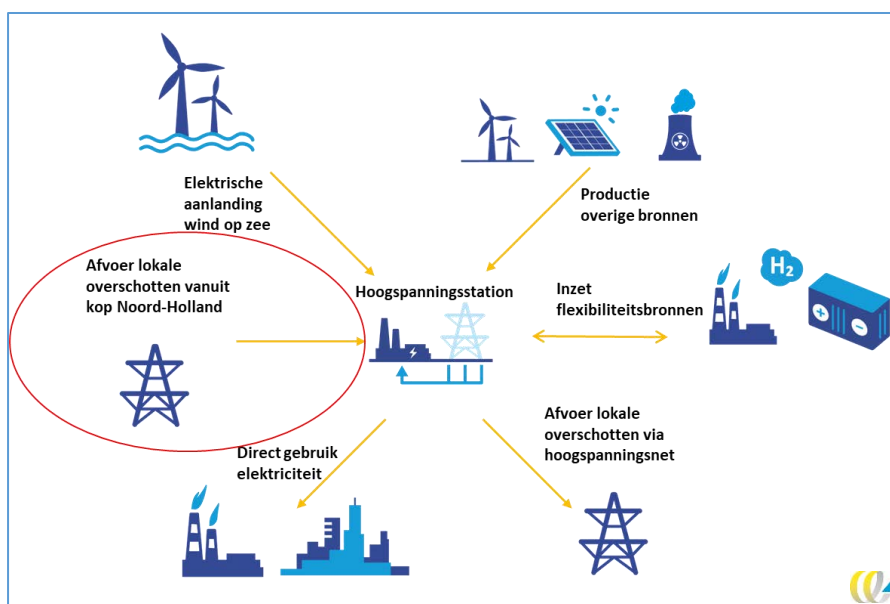 Elektrische
aanlanding
wind op zee
Productie
overige bronnen
Afvoer lokale
overschotten vanuit
kop Noord-Holland
Hoogspanningsstation
Inzet
flexibiliteitsbronnen
H2
Direct gebruik
elektriciteit
Afvoer lokale
overschotten via
hoogspanningsnet